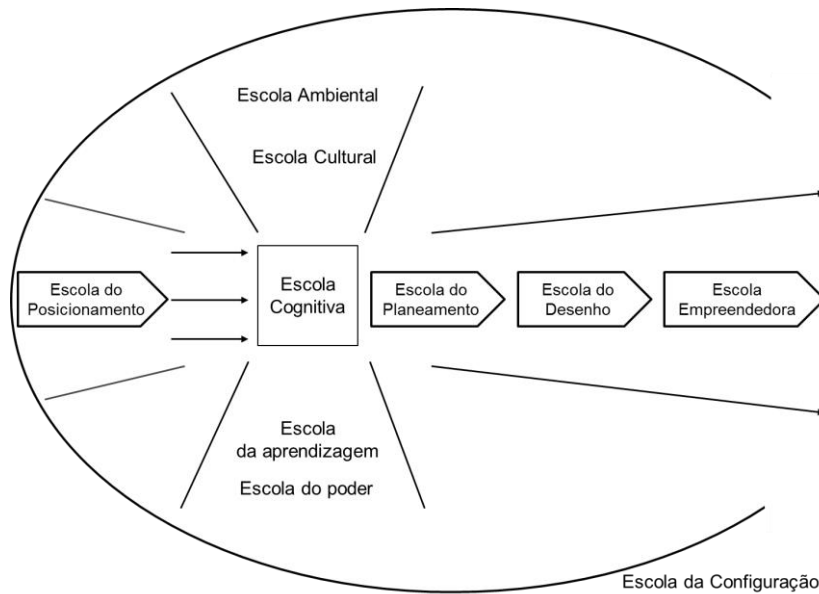 Escola Ambiental
Escola Cultural
Escola do
Posicionamento
Escola
Cognitiva
Escola do
Planeamento
Escola do
Desenho
Escola
Empreendedora
Escola
da aprendizagem
Escola do poder
Escola da Configuração